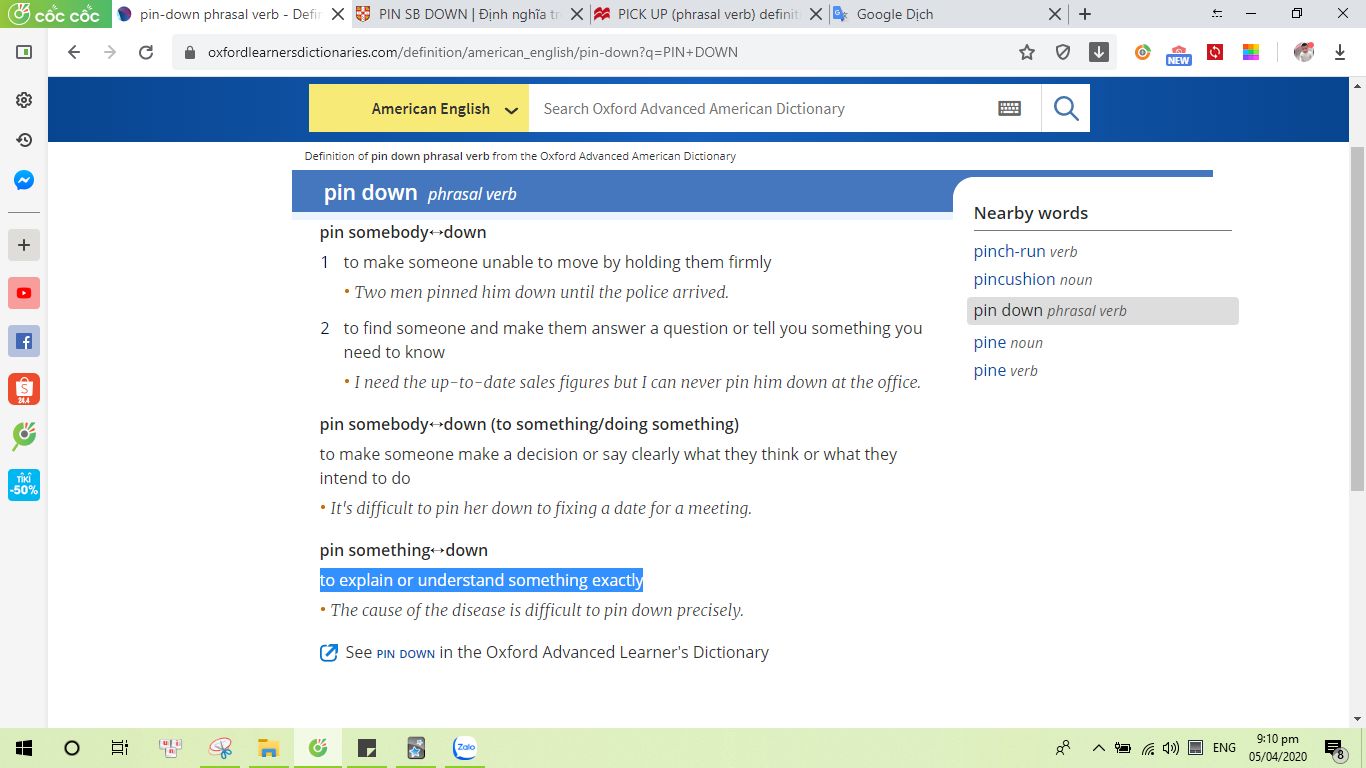 cốc cốc
pin-down phrasal verb - Defin
PIN SB DOWN | Định nghĩa tr
PICK UP (phrasal verb) definit
Google Dịch
oxfordlearnersdictionaries.com/definition/american_english/pin-down?q=PIN+DOWN
NEW
American English
Search Oxford Advanced American Dictionary
Definition of pin down phrasal verb from the Oxford Advanced American Dictionary
pin down phrasal verb
pin somebody↔down
1 to make someone unable to move by holding them firmly
• Two men pinned him down until the police arrived.
2 to find someone and make them answer a question or tell you something you
need to know
• I need the up-to-date sales figures but I can never pin him down at the office.
pin somebody↔down (to something/doing something)
to make someone make a decision or say clearly what they think or what they
intend to do
• It's difficult to pin her down to fixing a date for a meeting.
pin something↔down
to explain or understand something exactly
• The cause of the disease is difficult to pin down precisely.
See PIN DOWN in the Oxford Advanced Learner's Dictionary
Nearby words
pinch-run verb
pincushion noun
pin down phrasal verb
pine noun
pine verb
S
24.4
TIKI
-50%
Zalo
ENG
9:10 pm
05/04/2020
8